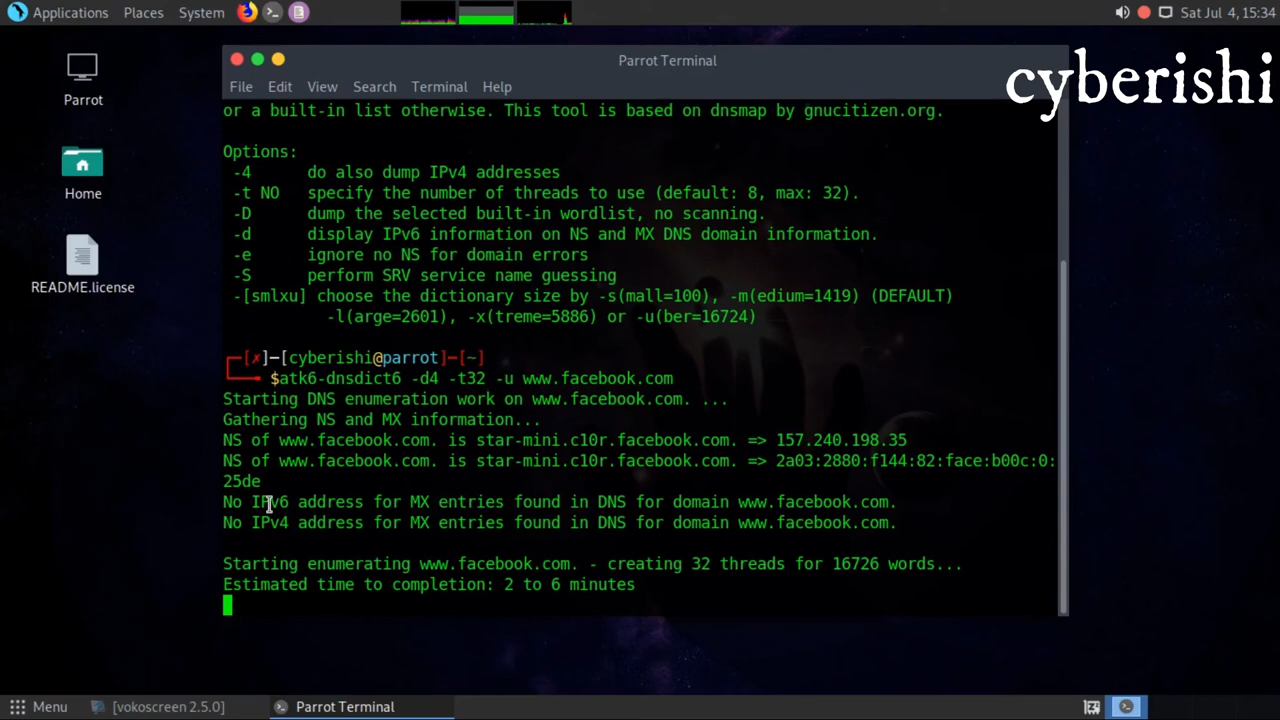 Applications Places System
Sat Jul 4, 15:34
cyberishi
Parrot
Home
README.license
Parrot Terminal
File Edit View Search Terminal Help
or a built-in list otherwise. This tool is based on dnsmap by gnucitizen.org.
Options:
-4 do also dump IPv4 addresses
-t NO specify the number of threads to use (default: 8, max: 32).
-D dump the selected built-in wordlist, no scanning.
-d display IPv6 information on NS and MX DNS domain information.
-e ignore no NS for domain errors
-S perform SRV service name guessing
-[smlxu] choose the dictionary size by -s(mall=100), -m(edium=1419) (DEFAULT)
-l(arge=2601), -x(treme=5886) or -u(ber=16724)
┌─[✗]─[cyberishi@parrot]─[~]
└──╼ $atk6-dnsdict6 -d4 -t32 -u www.facebook.com
Starting DNS enumeration work on www.facebook.com. ...
Gathering NS and MX information...
NS of www.facebook.com. is star-mini.c10r.facebook.com. => 157.240.198.35
NS of www.facebook.com. is star-mini.c10r.facebook.com. => 2a03:2880:f144:82:face:b00c:0:
25de
No IPv6 address for MX entries found in DNS for domain www.facebook.com.
No IPv4 address for MX entries found in DNS for domain www.facebook.com.
Starting enumerating www.facebook.com. - creating 32 threads for 16726 words...
Estimated time to completion: 2 to 6 minutes
Menu [vokoscreen 2.5.0] Parrot Terminal